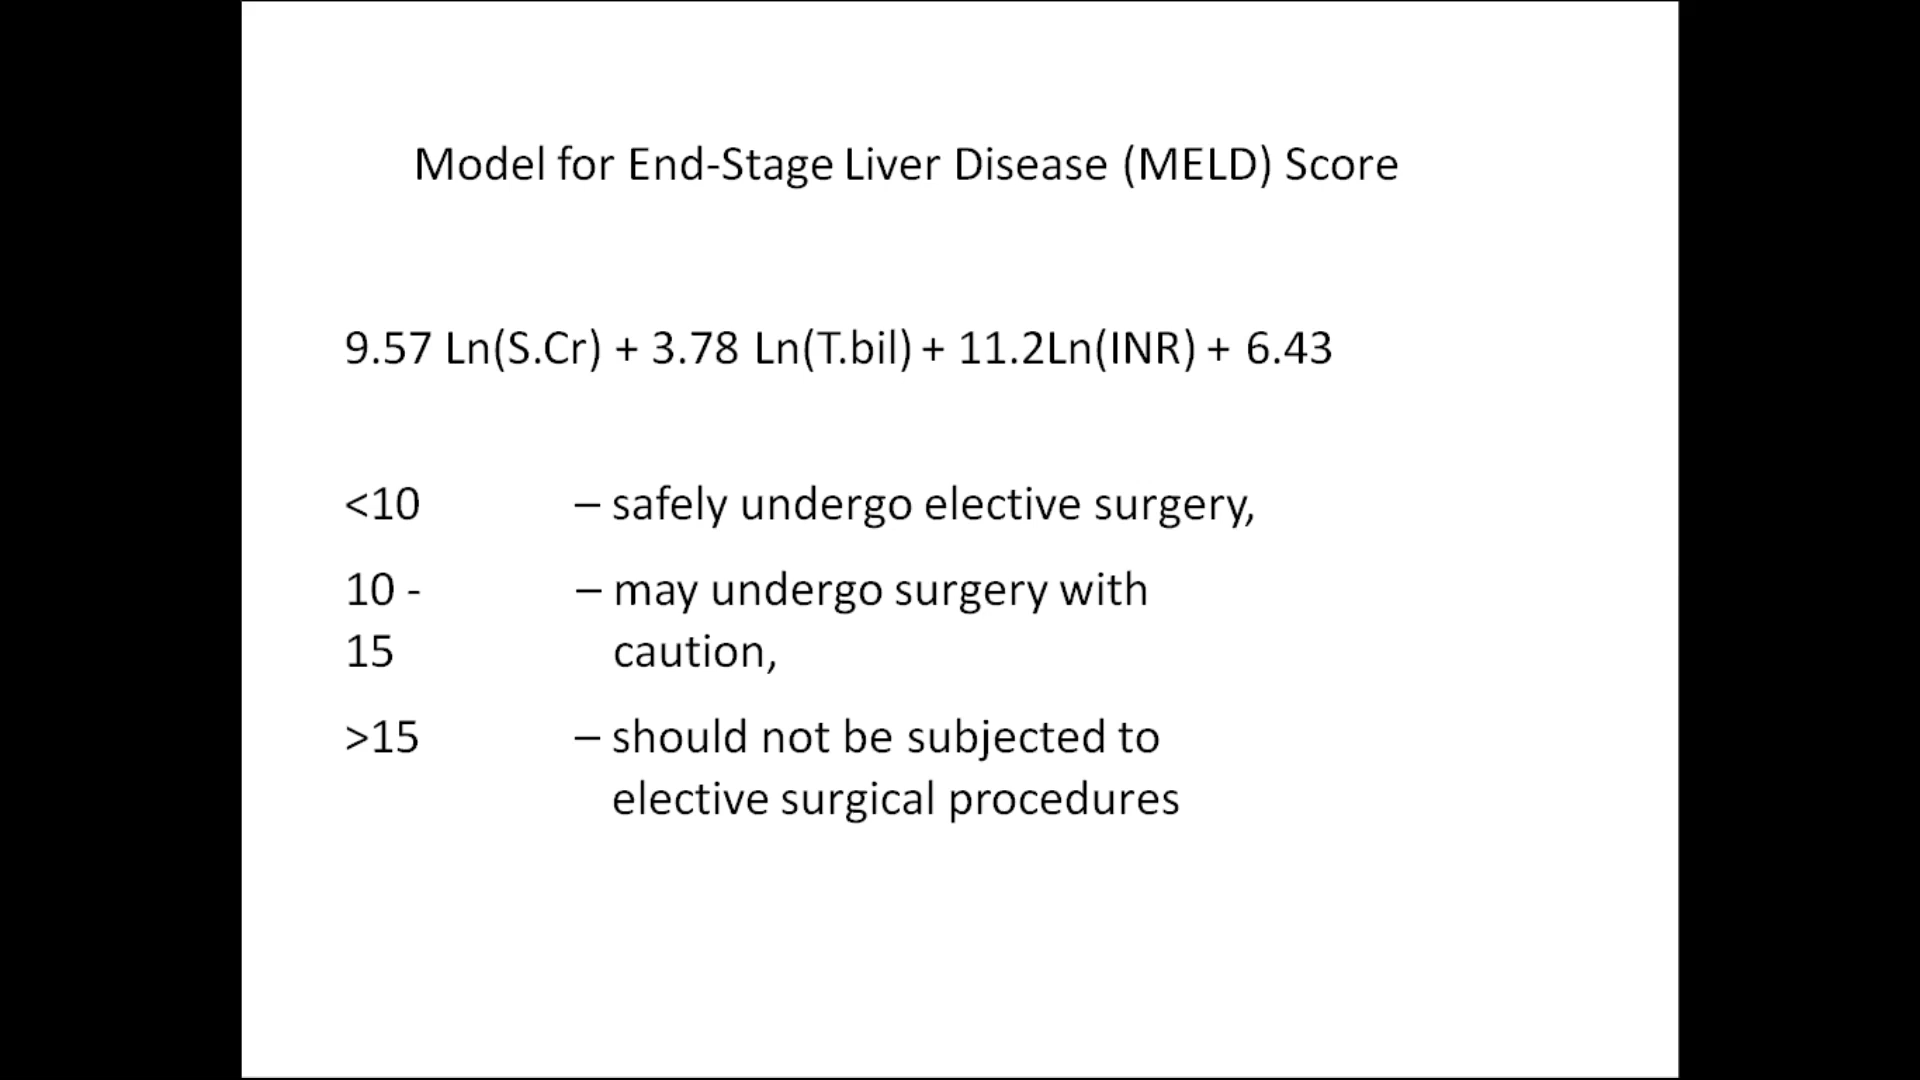 Model for End-Stage Liver Disease (MELD) Score
9.57 Ln(S.Cr) + 3.78 Ln(T.bil) + 11.2Ln(INR) + 6.43
<10 – safely undergo elective surgery,
10 - – may undergo surgery with
15 caution,
>15 – should not be subjected to
elective surgical procedures